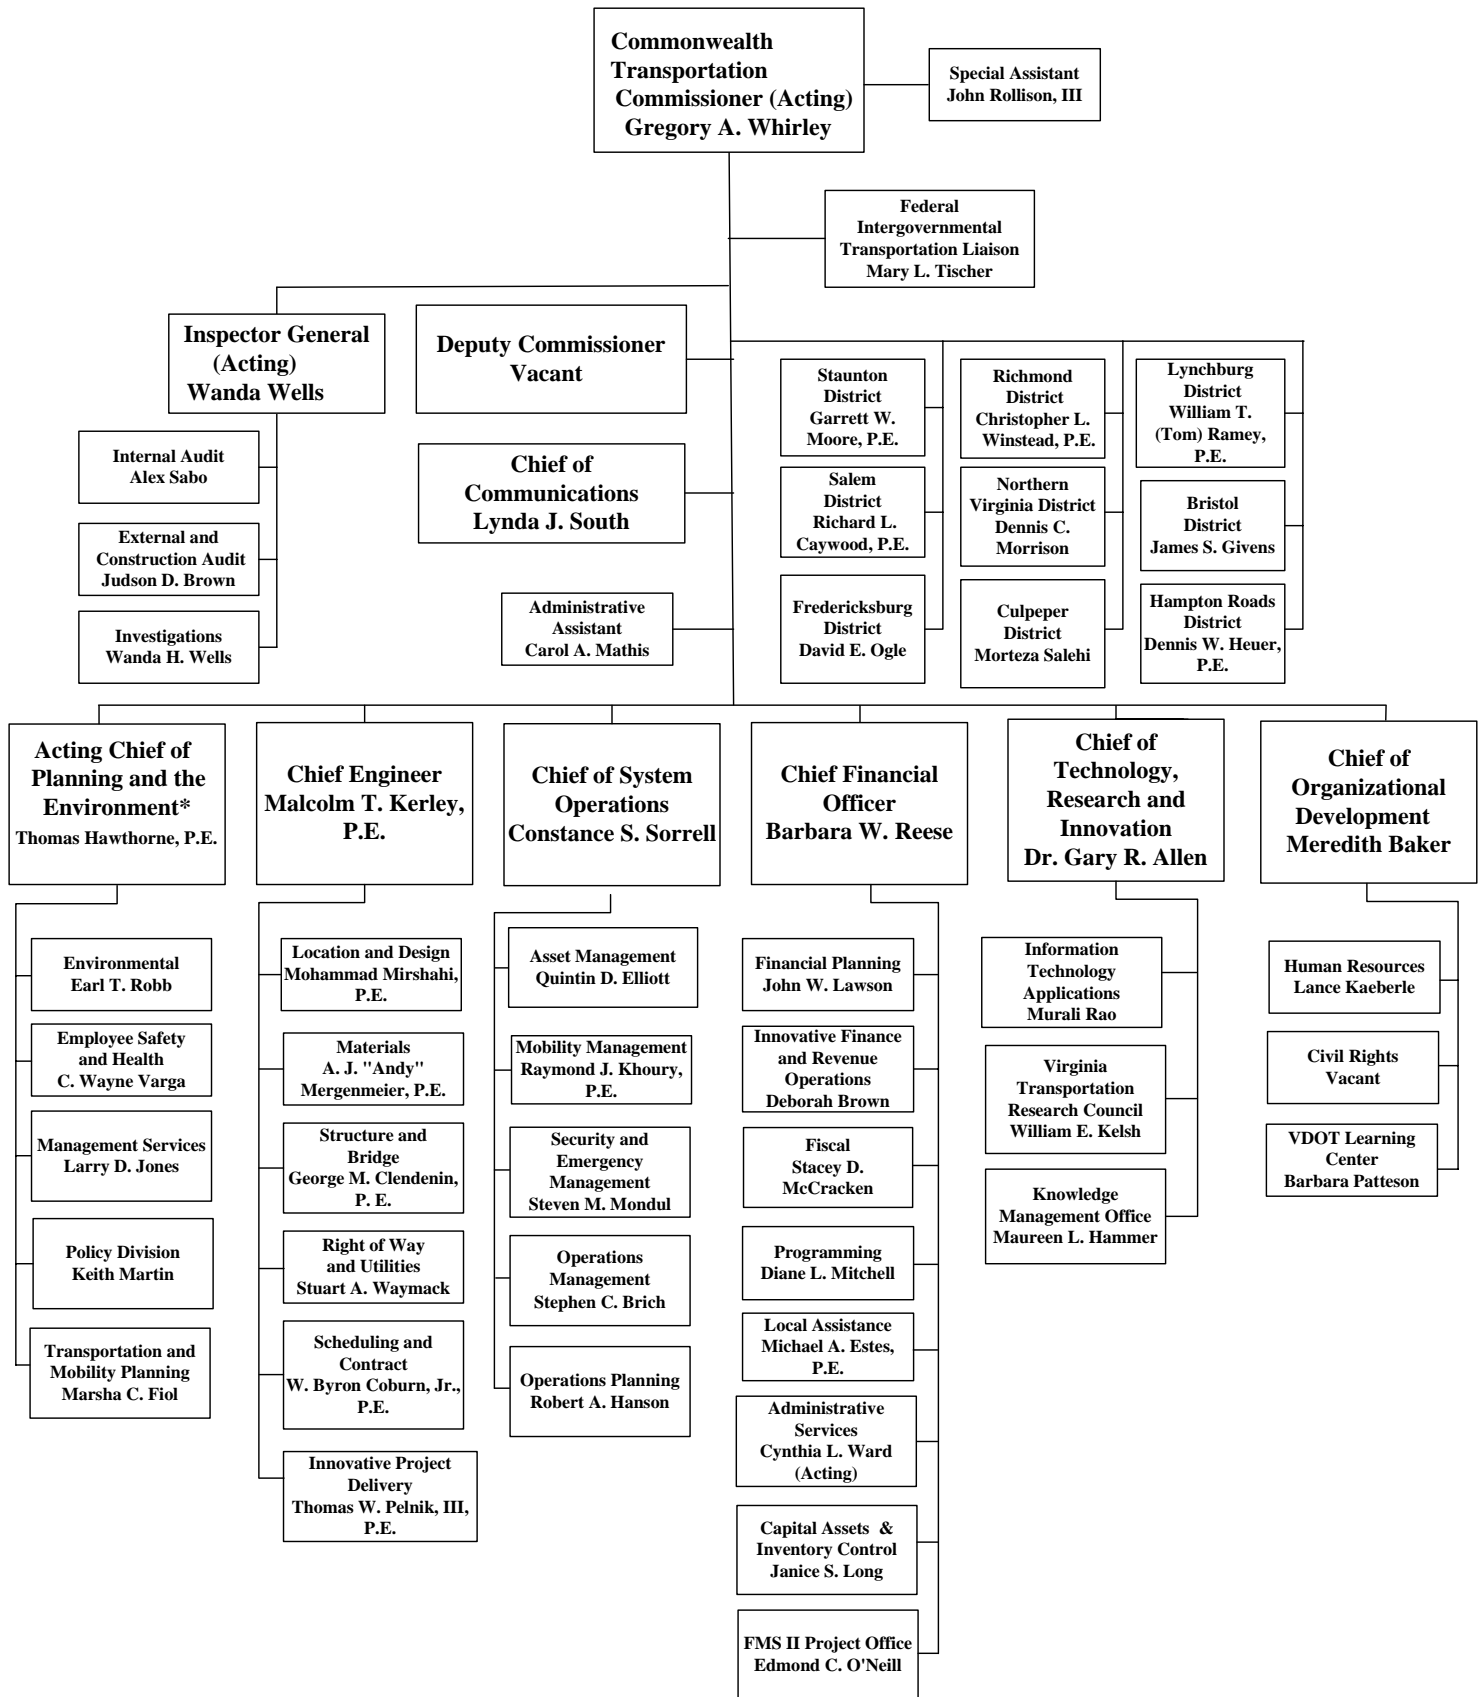 Commonwealth
Transportation
Commissioner (Acting)
Gregory A. Whirley
Special Assistant
John Rollison, III
Federal
Intergovernmental
Transportation Liaison
Mary L. Tischer
Inspector General
(Acting)
Wanda Wells
Deputy Commissioner
Vacant
Internal Audit
Alex Sabo
External and
Construction Audit
Judson D. Brown
Investigations
Wanda H. Wells
Chief of
Communications
Lynda J. South
Administrative
Assistant
Carol A. Mathis
Staunton
District
Garrett W.
Moore, P.E.
Richmond
District
Christopher L.
Winstead, P.E.
Lynchburg
District
William T.
(Tom) Ramey,
P.E.
Salem
District
Richard L.
Caywood, P.E.
Northern
Virginia District
Dennis C.
Morrison
Bristol
District
James S. Givens
Fredericksburg
District
David E. Ogle
Culpeper
District
Morteza Salehi
Hampton Roads
District
Dennis W. Heuer,
P.E.
Acting Chief of
Planning and the
Environment*
Thomas Hawthorne, P.E.
Chief Engineer
Malcolm T. Kerley,
P.E.
Chief of System
Operations
Constance S. Sorrell
Chief Financial
Officer
Barbara W. Reese
Chief of
Technology,
Research and
Innovation
Dr. Gary R. Allen
Chief of
Organizational
Development
Meredith Baker
Environmental
Earl T. Robb
Employee Safety
and Health
C. Wayne Varga
Management Services
Larry D. Jones
Policy Division
Keith Martin
Transportation and
Mobility Planning
Marsha C. Fiol
Location and Design
Mohammad Mirshahi,
P.E.
Materials
A. J. "Andy"
Mergenmeier, P.E.
Structure and
Bridge
George M. Clendenin,
P. E.
Right of Way
and Utilities
Stuart A. Waymack
Scheduling and
Contract
W. Byron Coburn, Jr.,
P.E.
Innovative Project
Delivery
Thomas W. Pelnik, III,
P.E.
Asset Management
Quintin D. Elliott
Mobility Management
Raymond J. Khoury,
P.E.
Security and
Emergency
Management
Steven M. Mondul
Operations
Management
Stephen C. Brich
Operations Planning
Robert A. Hanson
Financial Planning
John W. Lawson
Innovative Finance
and Revenue
Operations
Deborah Brown
Fiscal
Stacey D.
McCracken
Programming
Diane L. Mitchell
Local Assistance
Michael A. Estes,
P.E.
Administrative
Services
Cynthia L. Ward
(Acting)
Capital Assets &
Inventory Control
Janice S. Long
FMS II Project Office
Edmond C. O'Neill
Information
Technology
Applications
Murali Rao
Virginia
Transportation
Research Council
William E. Kelsh
Knowledge
Management Office
Maureen L. Hammer
Human Resources
Lance Kaeberle
Civil Rights
Vacant
VDOT Learning
Center
Barbara Patteson